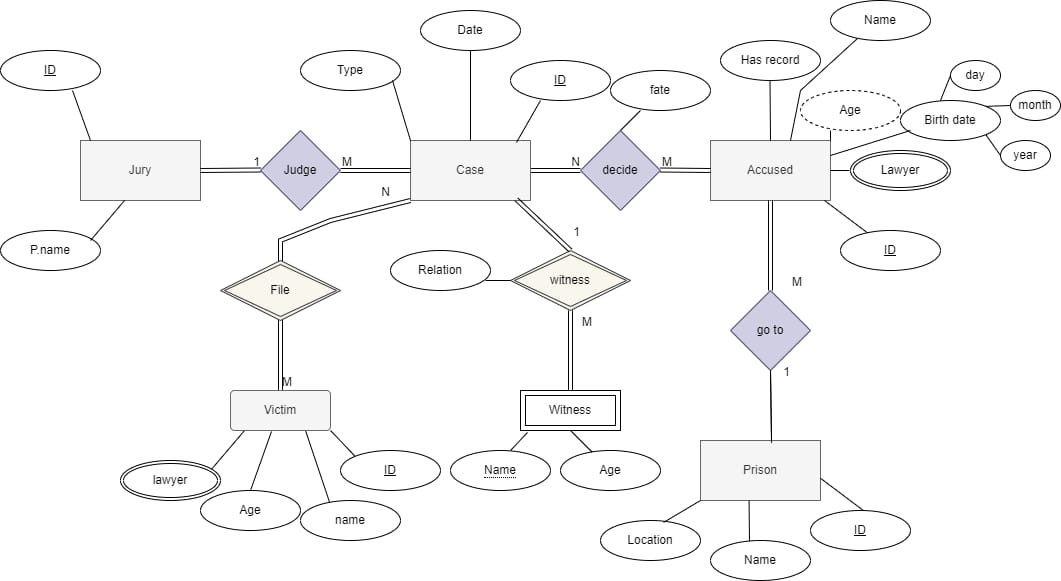 Name
Date
Has record
Type
ID
ID
fate
day
month
Age
Birth date
year
1
Judge
M
Jury
Case
N
decide
M
Accused
Lawyer
N
P.name
1
ID
Relation
witness
File
M
M
go to
1
M
Victim
Witness
lawyer
ID
Name
Age
Prison
Age
name
Location
Name
ID